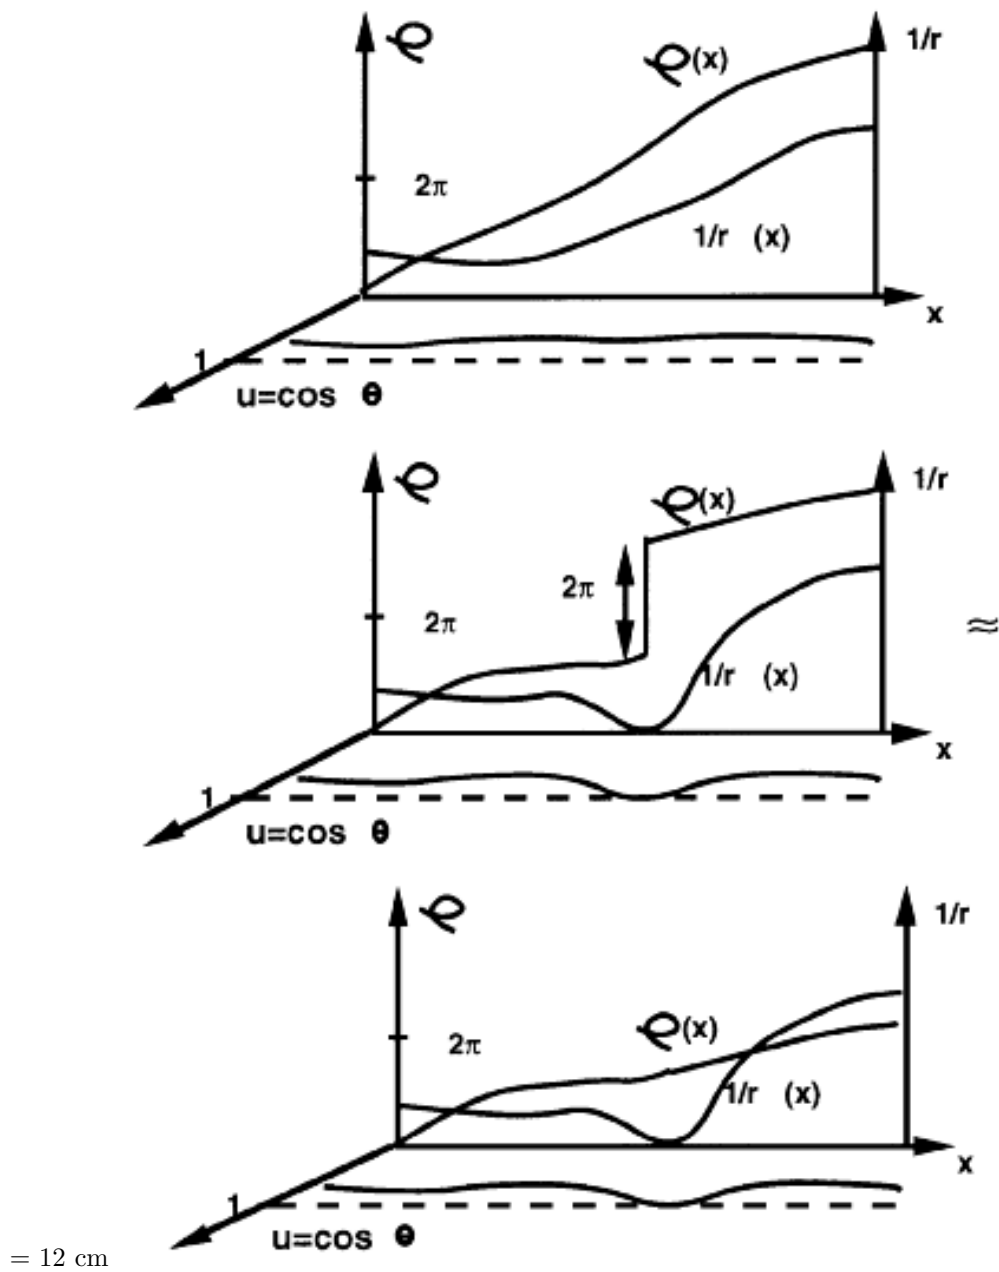 φ
φ(x)
1/r
2π
1/r (x)
x
1
u=cos θ
φ
φ(x)
1/r
2π
2π
≈
1/r (x)
x
1
u=cos θ
φ
1/r
φ(x)
2π
1/r (x)
x
1
u=cos θ
= 12 cm